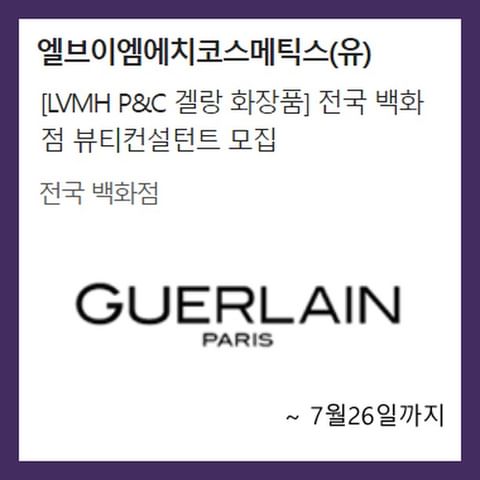 엘브이엠에치코스메틱스(유)
[LVMH P&C 겔랑 화장품] 전국 백화
점 뷰티컨설턴트 모집
전국 백화점
GUERLAIN
PARIS
~ 7월26일까지